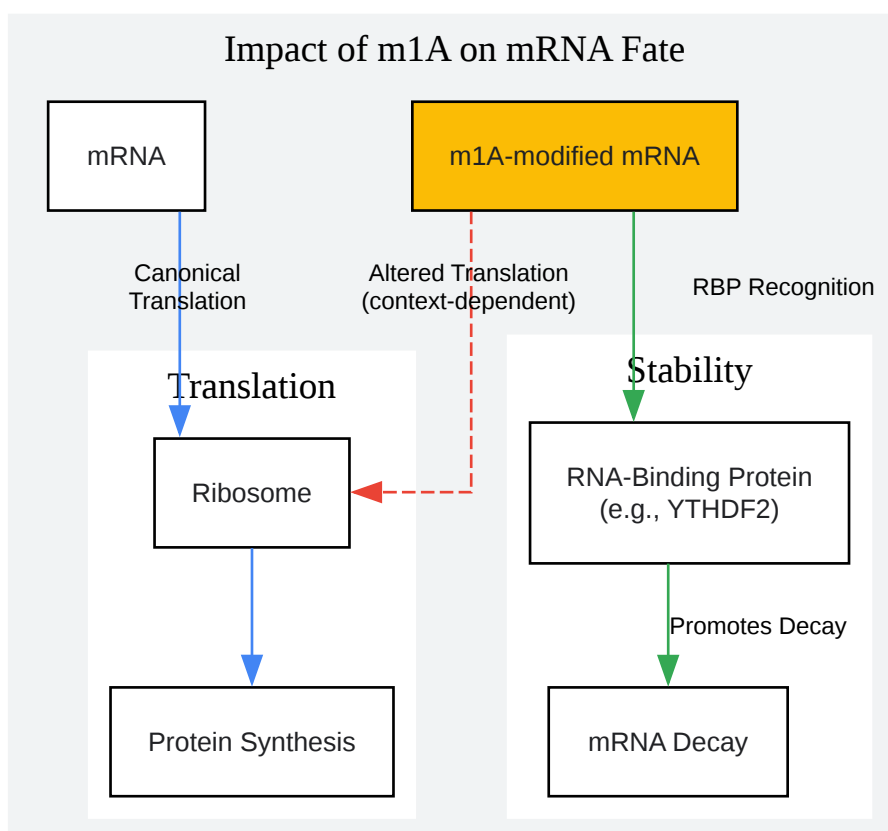 Impact of m1A on mRNA Fate
mRNA
m1A-modified mRNA
Canonical
Translation
Altered Translation
(context-dependent)
RBP Recognition
Translation
Stability
Ribosome
RNA-Binding Protein
(e.g., YTHDF2)
Promotes Decay
Protein Synthesis
mRNA Decay